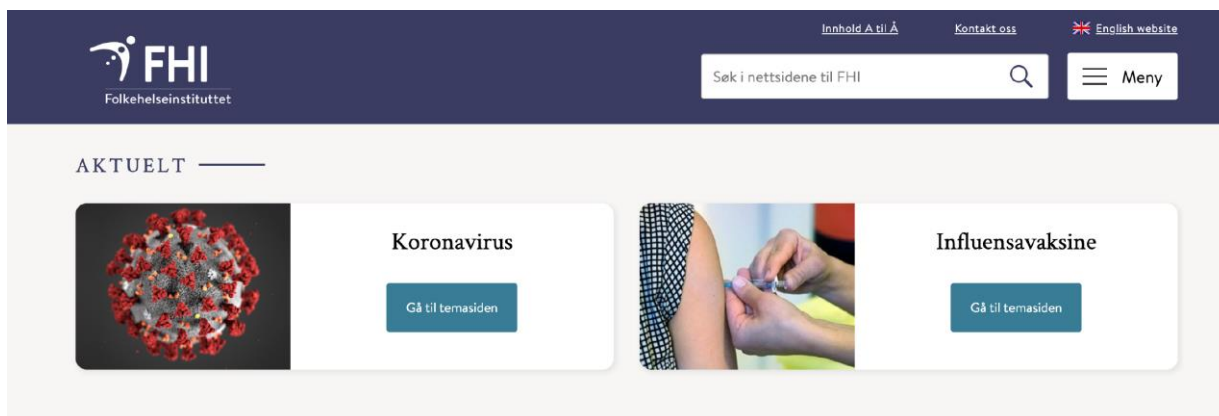 Innhold A til Å
Kontakt oss
English website
FHI
Folkehelseinstituttet
Søk i nettsidene til FHI
Meny
AKTUELT
Koronavirus
Gå til temasiden
Influensavaksine
Gå til temasiden